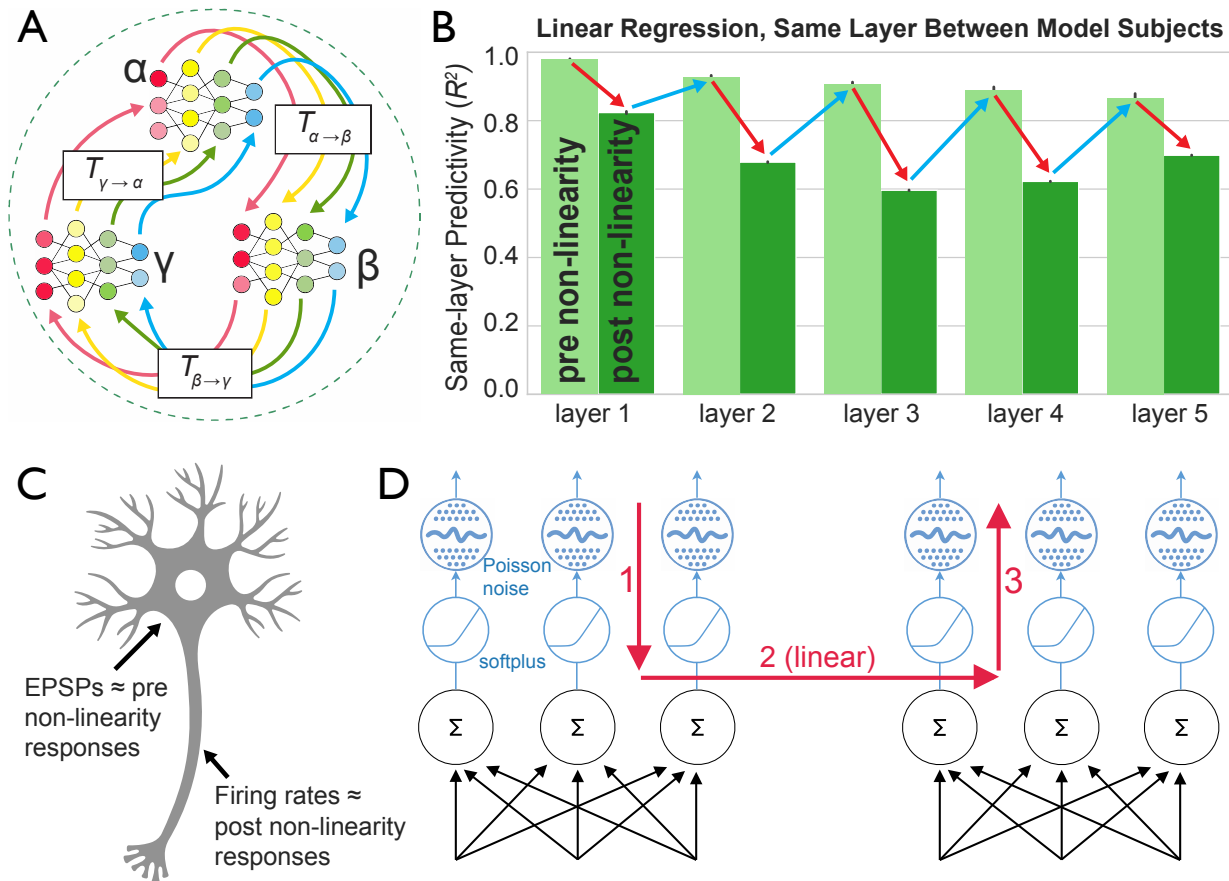 A
α
T α→β
T γ→α
γ
β
T β→γ
B
Linear Regression, Same Layer Between Model Subjects
Same-layer Predictivity (R²)
1.0
0.8
0.6
0.4
0.2
0.0
pre non-linearity
post non-linearity
layer 1
layer 2
layer 3
layer 4
layer 5
C
EPSPs ≈ pre
non-linearity
responses
Firing rates ≈
post non-linearity
responses
D
Poisson
noise
softplus
1
2 (linear)
3
Σ
Σ
Σ
Σ
Σ
Σ